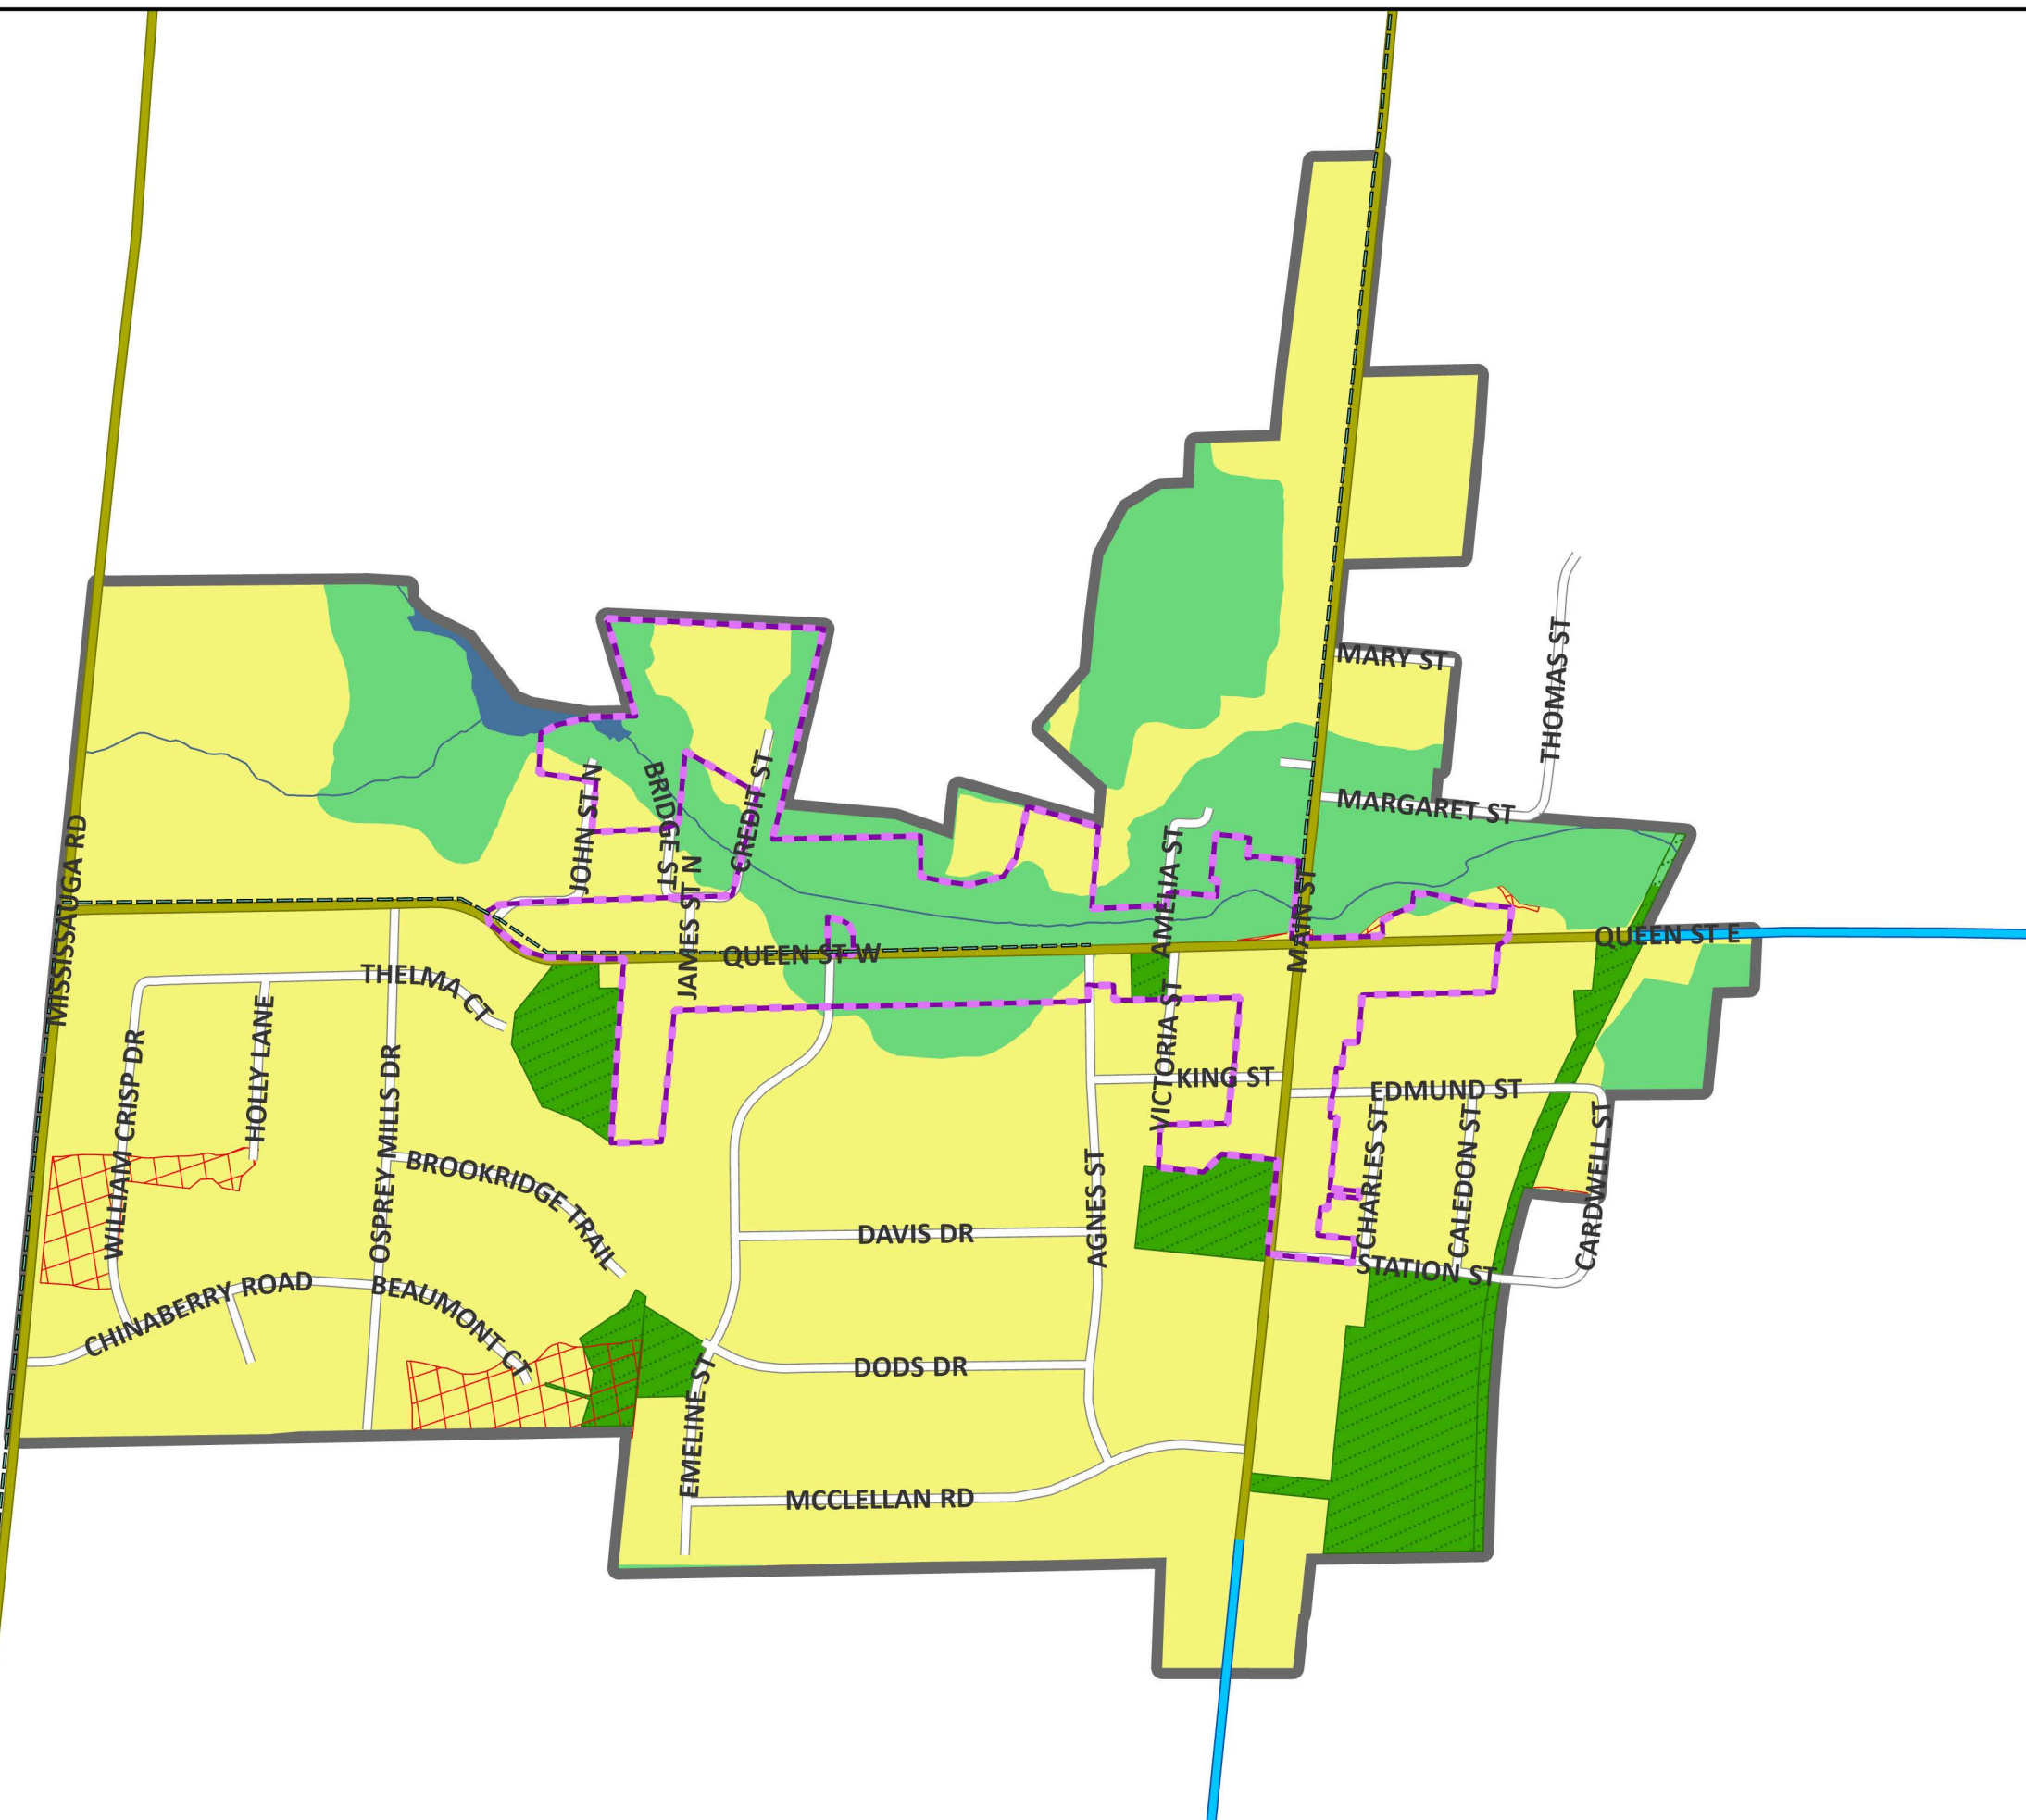 MARY ST
THOMAS ST
MARGARET ST
JOHN ST N
BRIDGE ST S
CREDIT ST
JAMES ST N
AMELIA ST
MAIN ST
MISSISSAUGA RD
QUEEN ST W
QUEEN ST E
THELMA CT
HOLLY LANE
WILLIAM CRISP DR
OSPREY MILLS DR
VICTORIA ST
KING ST
EDMUND ST
CHARLES ST
CALEDON ST
CARDWELL ST
BROOKRIDGE TRAIL
AGNES ST
DAVIS DR
STATION ST
CHINABERRY ROAD
BEAUMONT CT
DODS DR
EMELINE ST
MCCLELLAN RD